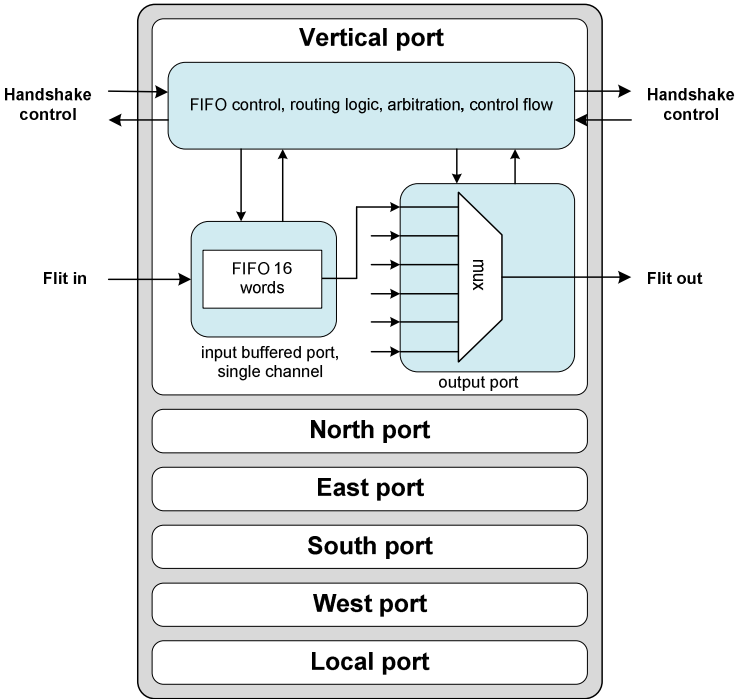 Vertical port
Handshake
control
FIFO control, routing logic, arbitration, control flow
Handshake
control
Flit in
FIFO 16
words
mux
Flit out
input buffered port,
single channel
output port
North port
East port
South port
West port
Local port